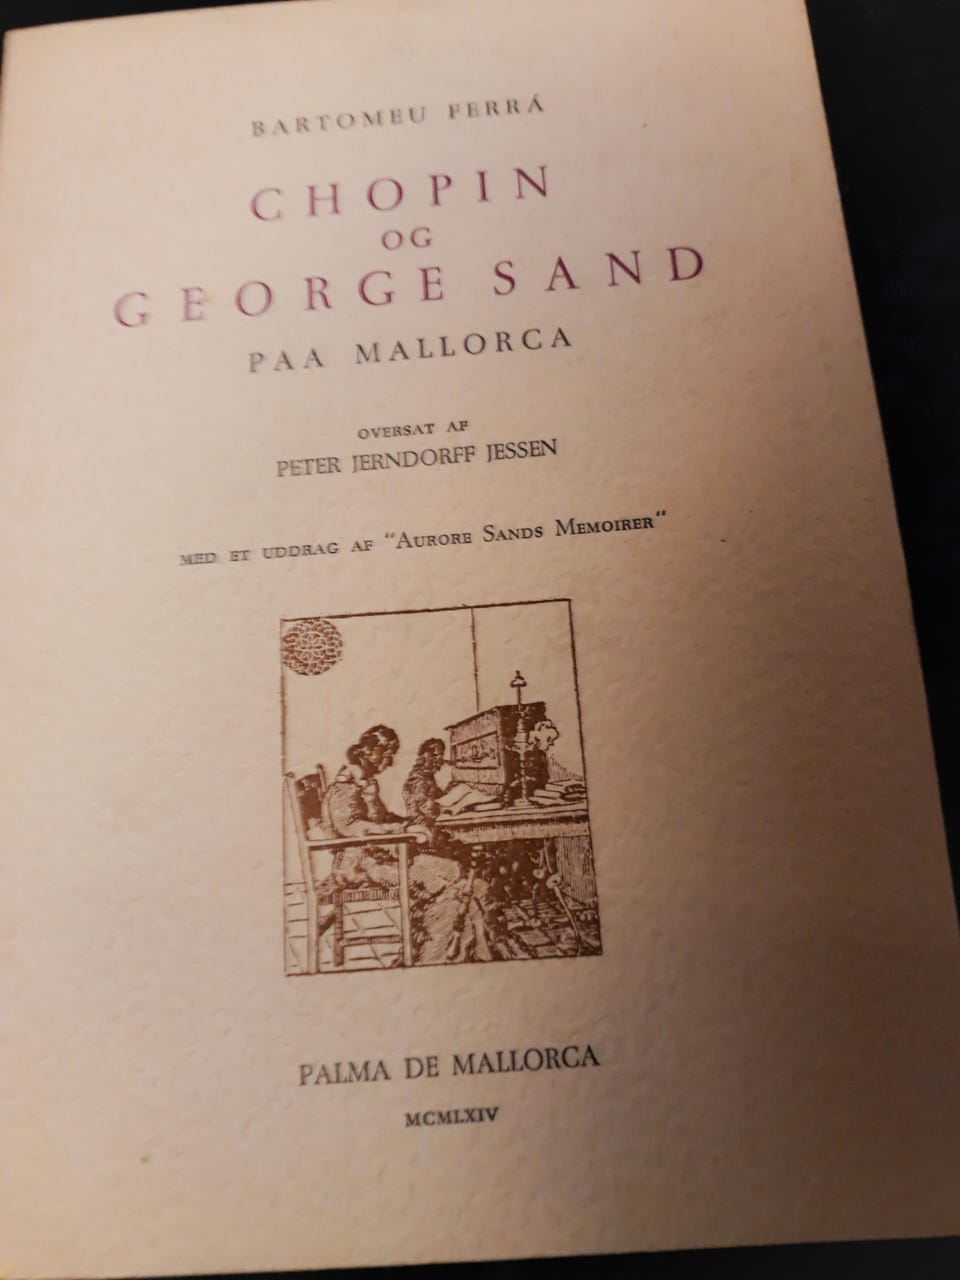 BARTOMEU FERRÁ
CHOPIN
OG
GEORGE SAND
PAA MALLORCA
OVERSAT AF
PETER JERNDORFF JESSEN
MED ET UDDRAG AF "AURORE SANDS MEMOIRER"
PALMA DE MALLORCA
MCMLXIV